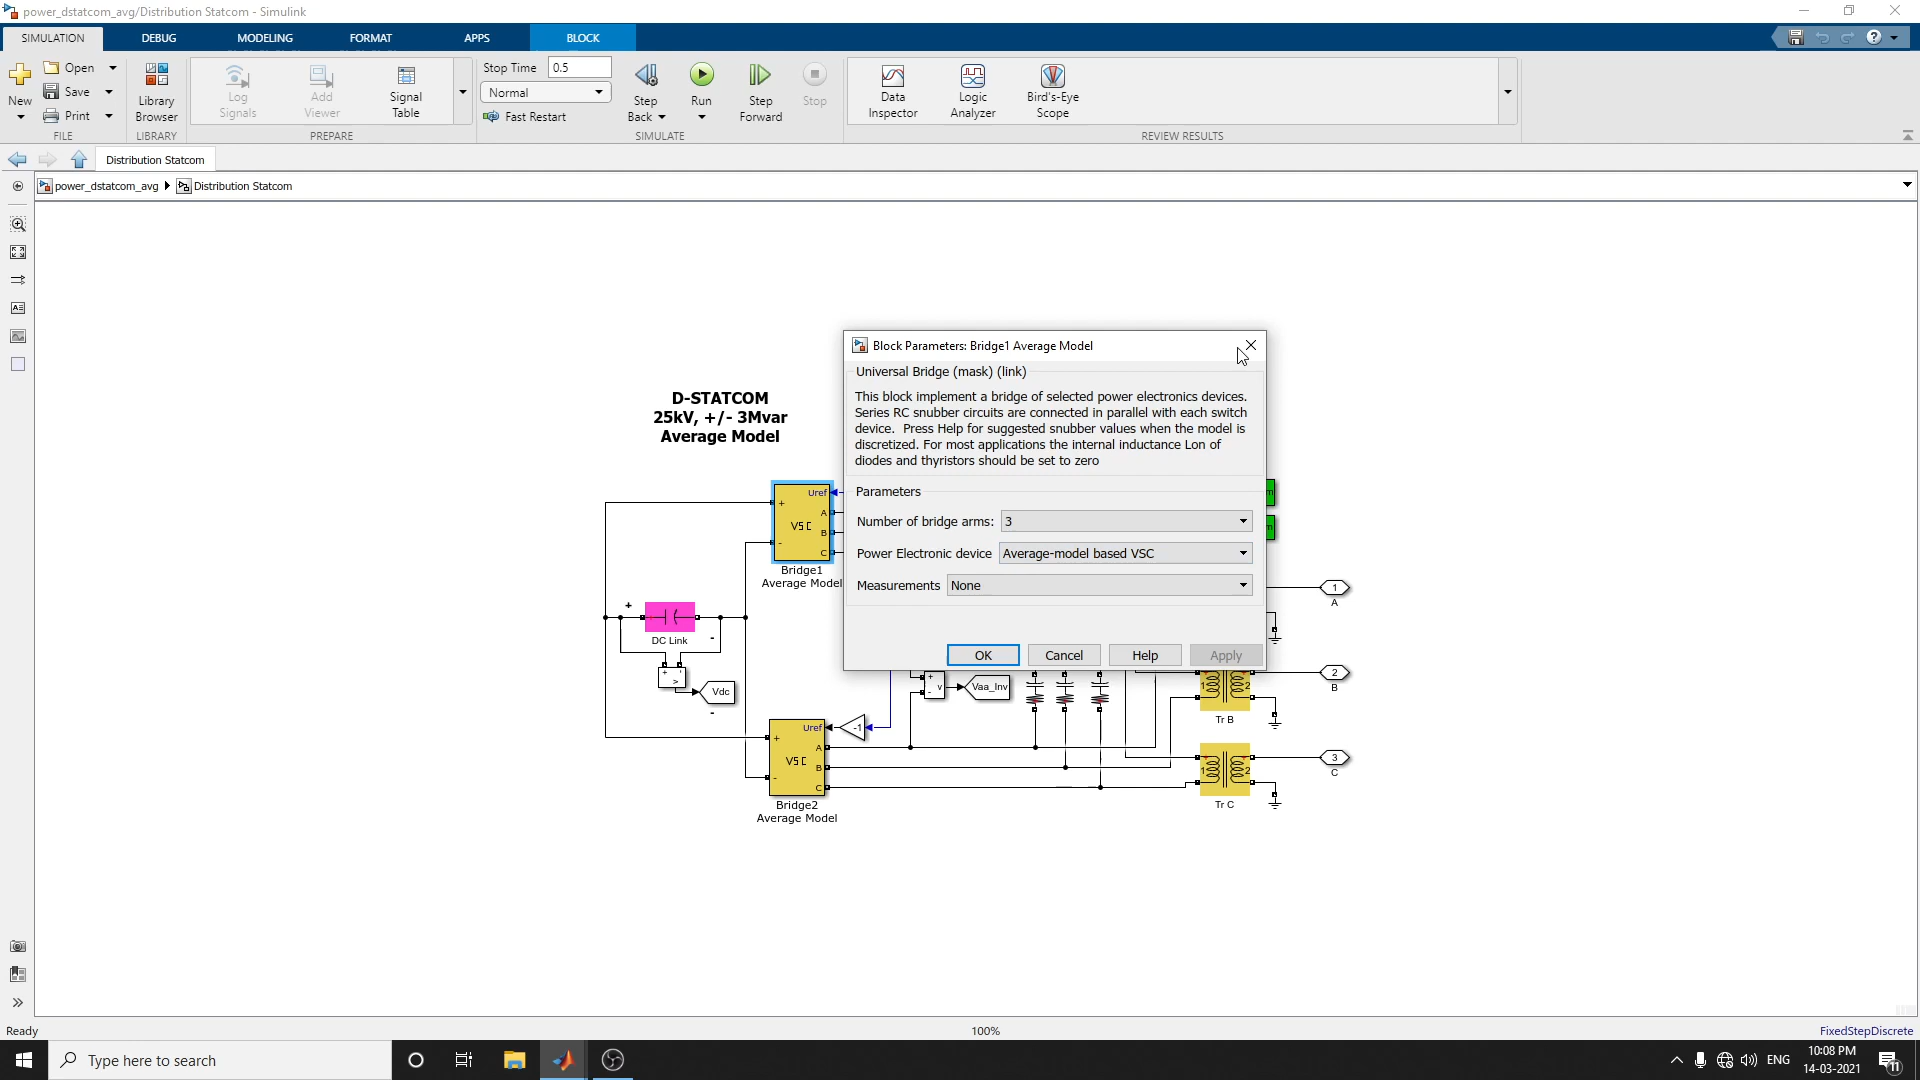 power_dstatcom_avg/Distribution Statcom - Simulink
SIMULATION
DEBUG
MODELING
FORMAT
APPS
BLOCK
New
Open
Save
Print
FILE
Library
Browser
LIBRARY
Log
Signals
Add
Viewer
Signal
Table
PREPARE
Stop Time 0.5
Normal
Fast Restart
Step
Back
Run
Step
Forward
Stop
SIMULATE
Data
Inspector
Logic
Analyzer
Bird's-Eye
Scope
REVIEW RESULTS
Distribution Statcom
power_dstatcom_avg
Distribution Statcom
D-STATCOM
25kV, +/- 3Mvar
Average Model
Block Parameters: Bridge1 Average Model
Universal Bridge (mask) (link)
This block implement a bridge of selected power electronics devices.
Series RC snubber circuits are connected in parallel with each switch
device. Press Help for suggested snubber values when the model is
discretized. For most applications the internal inductance Lon of
diodes and thyristors should be set to zero
Parameters
Number of bridge arms: 3
Power Electronic device Average-model based VSC
Measurements None
OK
Cancel
Help
Apply
Uref
+
A
VSC
B
-
C
Bridge1
Average Model
+
DC Link
-
Vdc
-
+
v
-
Vaa_Inv
-1
Uref
+
A
VSC
B
-
C
Bridge2
Average Model
1
A
1
2
Tr B
2
B
1
2
Tr C
3
C
m
m
Ready
100%
FixedStepDiscrete
Type here to search
ENG
10:08 PM
14-03-2021
11